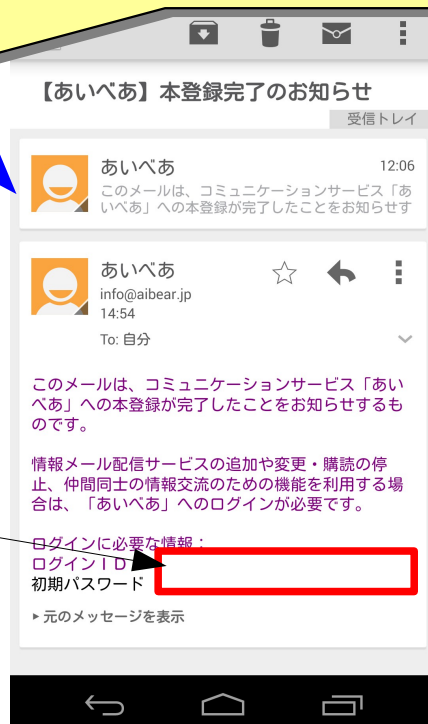 【あいべあ】本登録完了のお知らせ
受信トレイ
あいべあ
12:06
このメールは、コミュニケーションサービス「あ
いべあ」への本登録が完了したことをお知らせす
あいべあ
info@aibear.jp
14:54
To: 自分
このメールは、コミュニケーションサービス「あい
べあ」への本登録が完了したことをお知らせするも
のです。
情報メール配信サービスの追加や変更・購読の停
止、仲間同士の情報交流のための機能を利用する場
合は、「あいべあ」へのログインが必要です。
ログインに必要な情報：
ログインＩＤ
初期パスワード
▸ 元のメッセージを表示